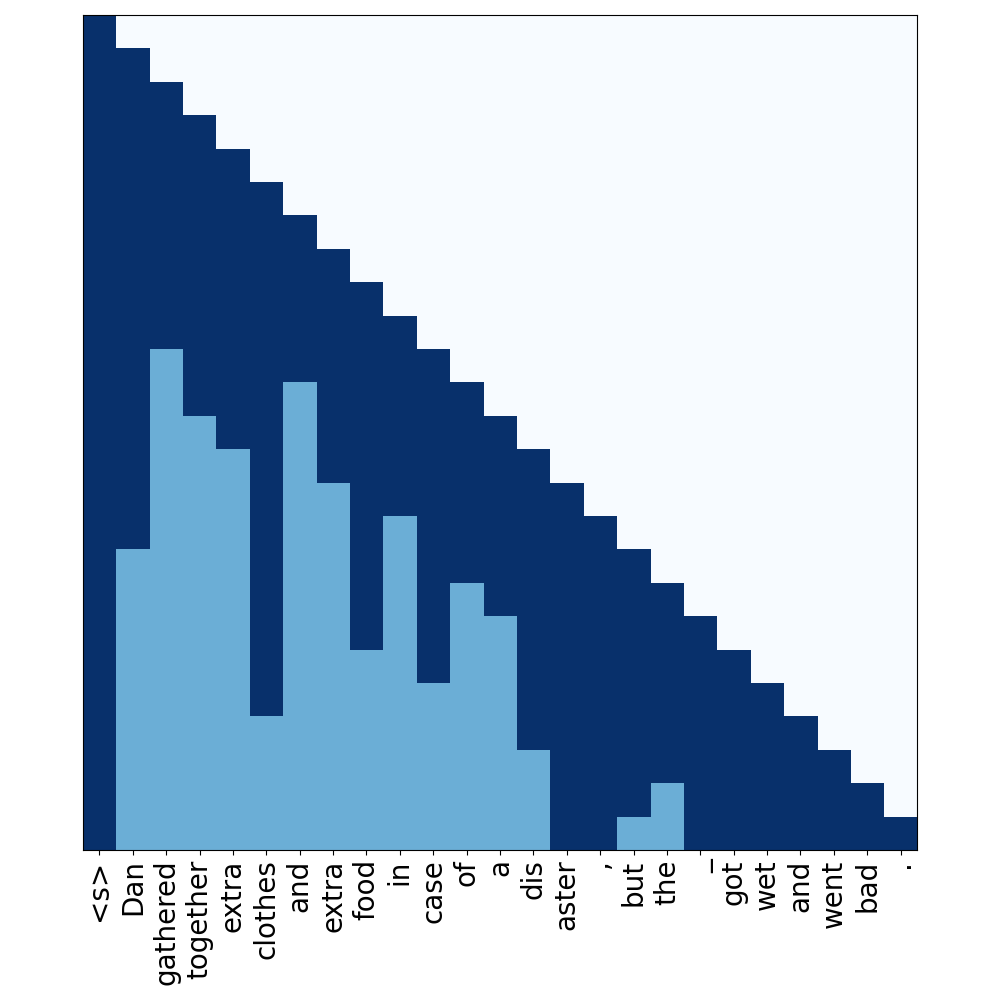 <s> Dan gathered together extra clothes and extra food in case of a dis aster , but the _ got wet and went bad .